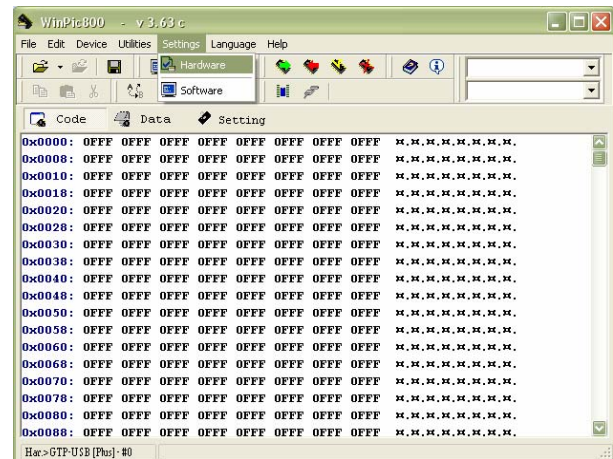 WinPic800 - v 3.63 c
File Edit Device Utilities Settings Language Help
Hardware
Software
Code Data Setting
0x0000: 0FFF 0FFF 0FFF 0FFF 0FFF 0FFF 0FFF 0FFF ¤.¤.¤.¤.¤.¤.¤.¤.
0x0008: 0FFF 0FFF 0FFF 0FFF 0FFF 0FFF 0FFF 0FFF ¤.¤.¤.¤.¤.¤.¤.¤.
0x0010: 0FFF 0FFF 0FFF 0FFF 0FFF 0FFF 0FFF 0FFF ¤.¤.¤.¤.¤.¤.¤.¤.
0x0018: 0FFF 0FFF 0FFF 0FFF 0FFF 0FFF 0FFF 0FFF ¤.¤.¤.¤.¤.¤.¤.¤.
0x0020: 0FFF 0FFF 0FFF 0FFF 0FFF 0FFF 0FFF 0FFF ¤.¤.¤.¤.¤.¤.¤.¤.
0x0028: 0FFF 0FFF 0FFF 0FFF 0FFF 0FFF 0FFF 0FFF ¤.¤.¤.¤.¤.¤.¤.¤.
0x0030: 0FFF 0FFF 0FFF 0FFF 0FFF 0FFF 0FFF 0FFF ¤.¤.¤.¤.¤.¤.¤.¤.
0x0038: 0FFF 0FFF 0FFF 0FFF 0FFF 0FFF 0FFF 0FFF ¤.¤.¤.¤.¤.¤.¤.¤.
0x0040: 0FFF 0FFF 0FFF 0FFF 0FFF 0FFF 0FFF 0FFF ¤.¤.¤.¤.¤.¤.¤.¤.
0x0048: 0FFF 0FFF 0FFF 0FFF 0FFF 0FFF 0FFF 0FFF ¤.¤.¤.¤.¤.¤.¤.¤.
0x0050: 0FFF 0FFF 0FFF 0FFF 0FFF 0FFF 0FFF 0FFF ¤.¤.¤.¤.¤.¤.¤.¤.
0x0058: 0FFF 0FFF 0FFF 0FFF 0FFF 0FFF 0FFF 0FFF ¤.¤.¤.¤.¤.¤.¤.¤.
0x0060: 0FFF 0FFF 0FFF 0FFF 0FFF 0FFF 0FFF 0FFF ¤.¤.¤.¤.¤.¤.¤.¤.
0x0068: 0FFF 0FFF 0FFF 0FFF 0FFF 0FFF 0FFF 0FFF ¤.¤.¤.¤.¤.¤.¤.¤.
0x0070: 0FFF 0FFF 0FFF 0FFF 0FFF 0FFF 0FFF 0FFF ¤.¤.¤.¤.¤.¤.¤.¤.
0x0078: 0FFF 0FFF 0FFF 0FFF 0FFF 0FFF 0FFF 0FFF ¤.¤.¤.¤.¤.¤.¤.¤.
0x0080: 0FFF 0FFF 0FFF 0FFF 0FFF 0FFF 0FFF 0FFF ¤.¤.¤.¤.¤.¤.¤.¤.
0x0088: 0FFF 0FFF 0FFF 0FFF 0FFF 0FFF 0FFF 0FFF ¤.¤.¤.¤.¤.¤.¤.¤.
Har.>GTP-USB [Plus] - #0